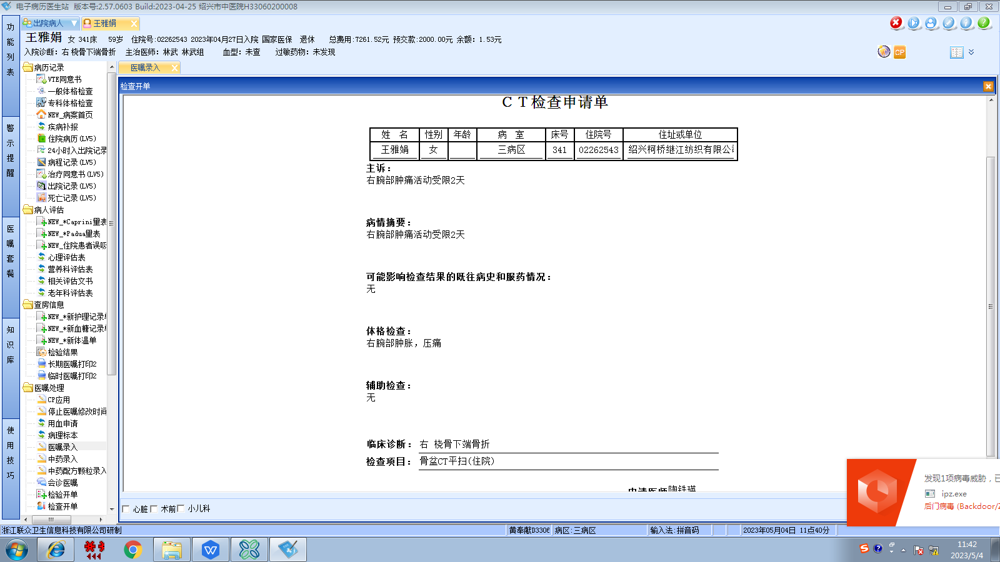 电子病历医生站 版本号:2.57.0603 Build:2023-04-25 绍兴市中医院H33060200008
功能列表
警示提醒
医嘱套餐
知识库
使用技巧
出院病人
王雅娟
王雅娟 女 341床 59岁 住院号:02262543 2023年04月27日入院 国家医保 退休 总费用:7261.52元 预交款:2000.00元 余额: 1.53元
入院诊断: 右 桡骨下端骨折 主治医师: 林武 林武组 血型: 未查 过敏药物: 未发现
CP
病历记录
VTE同意书
一般体格检查
专科体格检查
NEW_病案首页
疾病补报
住院病历(LV5)
24小时入出院记录
病程记录(LV5)
治疗同意书(LV5)
出院记录(LV5)
死亡记录(LV5)
病人评估
NEW_*Caprini量表
NEW_*Padua量表
NEW_住院患者误吸
心理评估表
营养科评估表
相关评估文书
老年科评估表
查房信息
NEW_*新护理记录单
NEW_*新血糖记录单
NEW_*新体温单
检验结果
长期医嘱打印2
临时医嘱打印2
医嘱处理
CP应用
停止医嘱修改时间
用血申请
病理标本
医嘱录入
中药录入
中药配方颗粒录入
会诊医嘱
检验开单
检查开单
医嘱录入
检查开单
CT检查申请单
姓 名 性别 年龄 病 室 床号 住院号 住址或单位
王雅娟 女 三病区 341 02262543 绍兴柯桥继江纺织有限公司
主诉:
右腕部肿痛活动受限2天
病情摘要:
右腕部肿痛活动受限2天
可能影响检查结果的既往病史和服药情况:
无
体格检查:
右腕部肿胀, 压痛
辅助检查:
无
临床诊断: 右 桡骨下端骨折
检查项目: 骨盆CT平扫(住院)
申请医师陶铁瑛
心脏 术前 小儿科
发现1项病毒威胁,已
ipz.exe
后门病毒 (Backdoor/Z
浙江联众卫生信息科技有限公司研制
黄奉献D3306 病区:三病区 输入法:拼音码 2023年05月04日 11点40分
11:42
2023/5/4